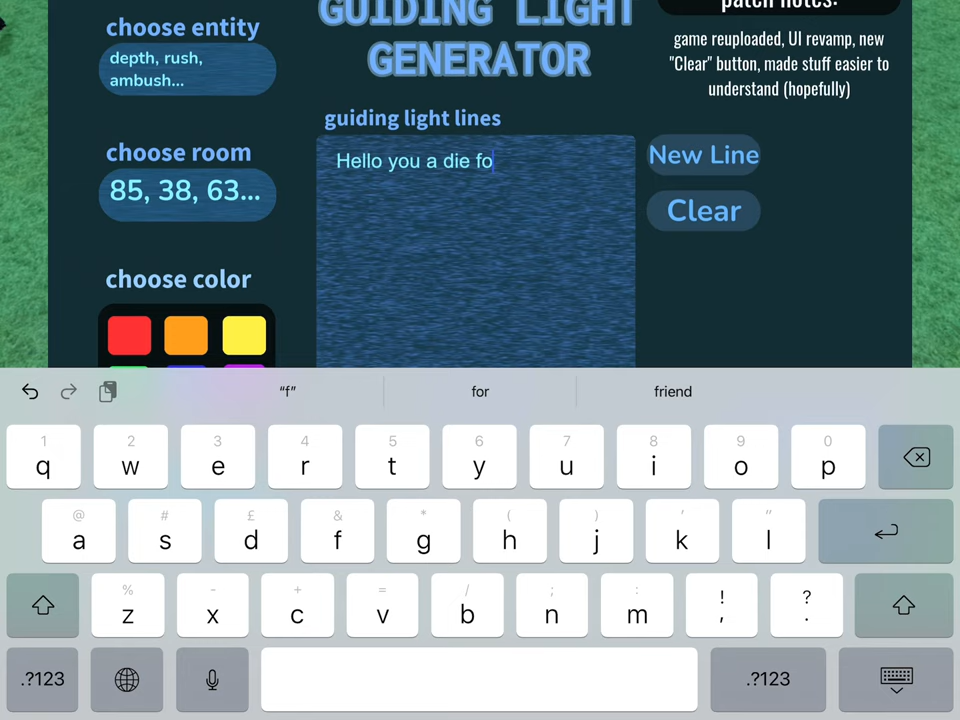 choose entity
depth, rush,
ambush...
choose room
85, 38, 63...
choose color
GUIDING LIGHT
GENERATOR
guiding light lines
Hello you a die fo
patch notes:
game reuploaded, UI revamp, new
"Clear" button, made stuff easier to
understand (hopefully)
New Line
Clear
“f” for friend
1 2 3 4 5 6 7 8 9 0
q w e r t y u i o p
@ # £ & * ( ) ' "
a s d f g h j k l
% - + = / ; : ! ?
z x c v b n m , .
.?123 .?123